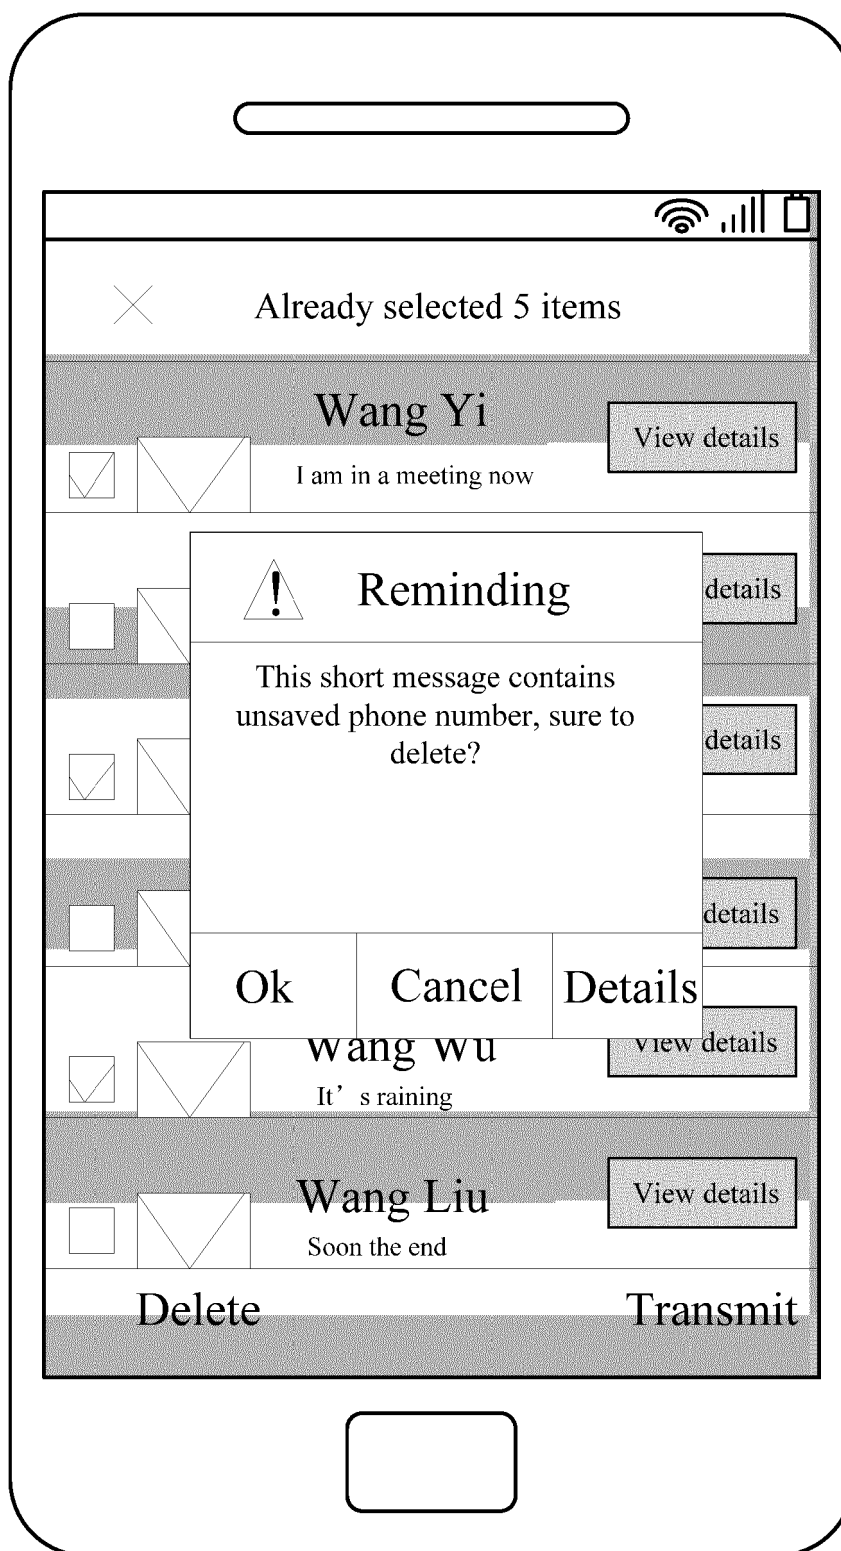 Already selected 5 items
Wang Yi
View details
I am in a meeting now
Reminding
details
This short message contains
unsaved phone number, sure to
delete?
details
details
Ok
Cancel
Details
Wang Wu
View details
It’s raining
Wang Liu
View details
Soon the end
Delete
Transmit